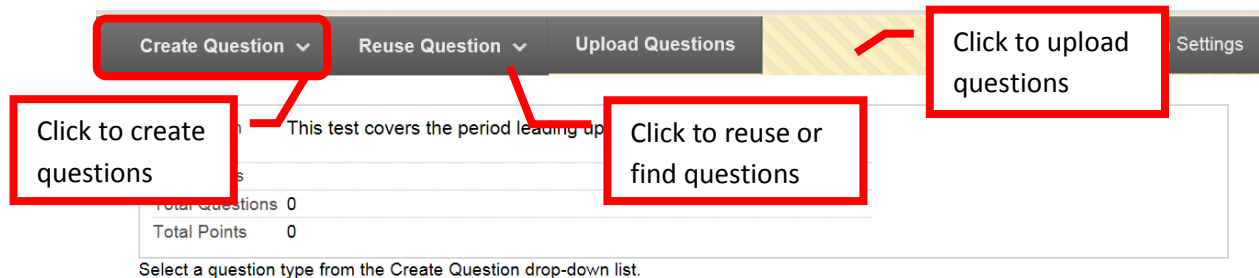 Create Question Reuse Question Upload Questions Settings
Click to upload
questions
Click to create
questions
This test covers the period leading up
Click to reuse or
find questions
Total Questions 0
Total Points 0
Select a question type from the Create Question drop-down list.